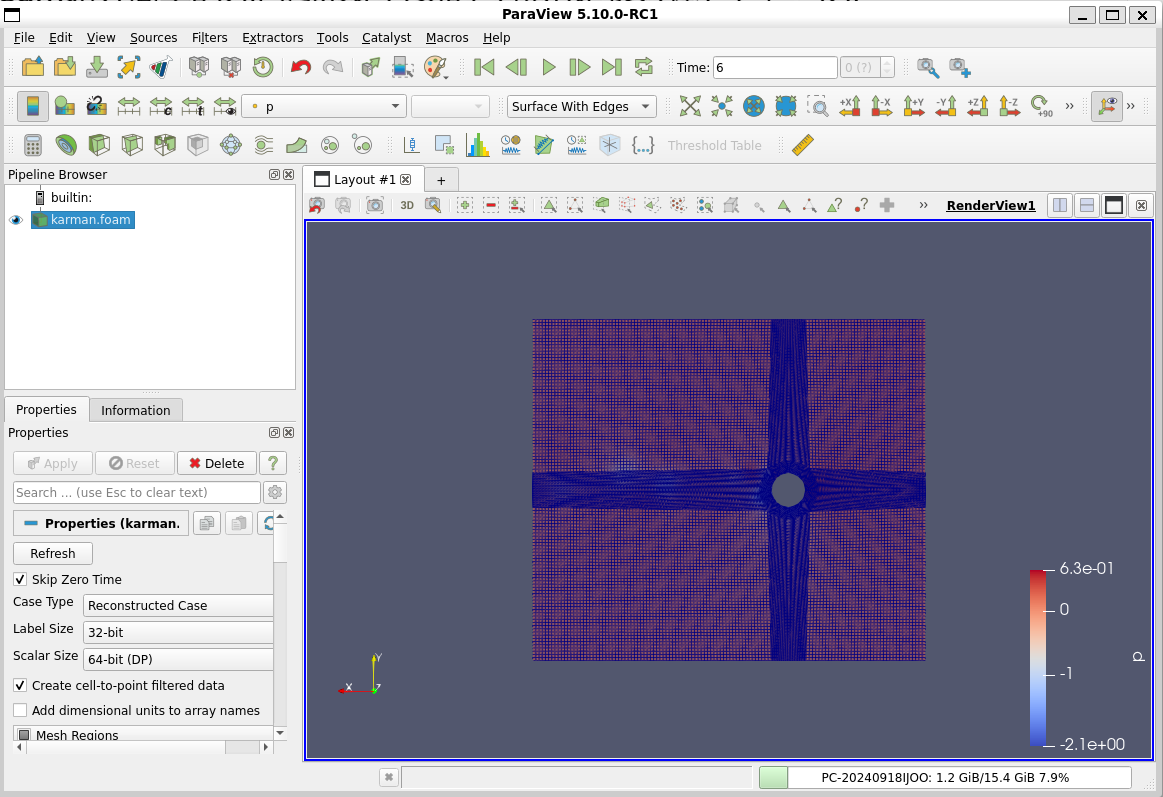 ParaView 5.10.0-RC1
File Edit View Sources Filters Extractors Tools Catalyst Macros Help
Time: 6 0 (?)
p Surface With Edges +X -X +Y -Y +Z -Z +90 »  »
Threshold Table
Pipeline Browser
builtin:
karman.foam
Layout #1 +
3D » RenderView1
Properties Information
Properties
Apply Reset Delete ?
Search ... (use Esc to clear text)
Properties (karman.
Refresh
Skip Zero Time
Case Type Reconstructed Case
Label Size 32-bit
Scalar Size 64-bit (DP)
Create cell-to-point filtered data
Add dimensional units to array names
Mesh Regions
Y
X
Z
6.3e-01
0
-1
-2.1e+00
p
PC-20240918IJOO: 1.2 GiB/15.4 GiB 7.9%